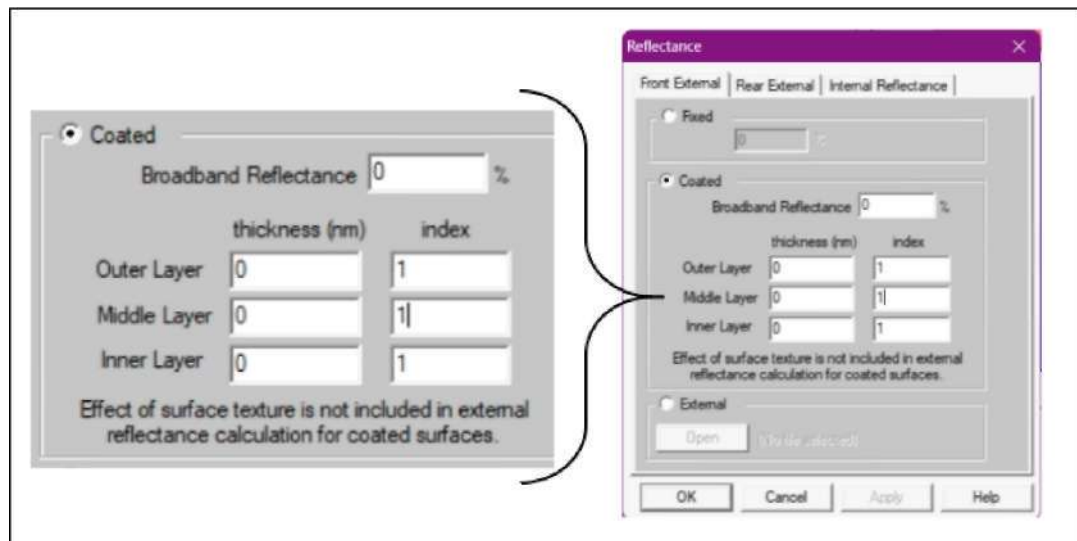 Coated
Broadband Reflectance 0 %
thickness (nm) index
Outer Layer 0 1
Middle Layer 0 1
Inner Layer 0 1
Effect of surface texture is not included in external
reflectance calculation for coated surfaces.
Reflectance
Front External Rear External Internal Reflectance
Fixed
0 %
Coated
Broadband Reflectance 0 %
thickness (nm) index
Outer Layer 0 1
Middle Layer 0 1
Inner Layer 0 1
Effect of surface texture is not included in external
reflectance calculation for coated surfaces.
External
Open
OK Cancel Apply Help